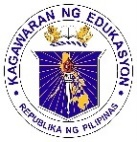 KAGAWARAN NG EDUKASYON
REPUBLIKA NG PILIPINAS